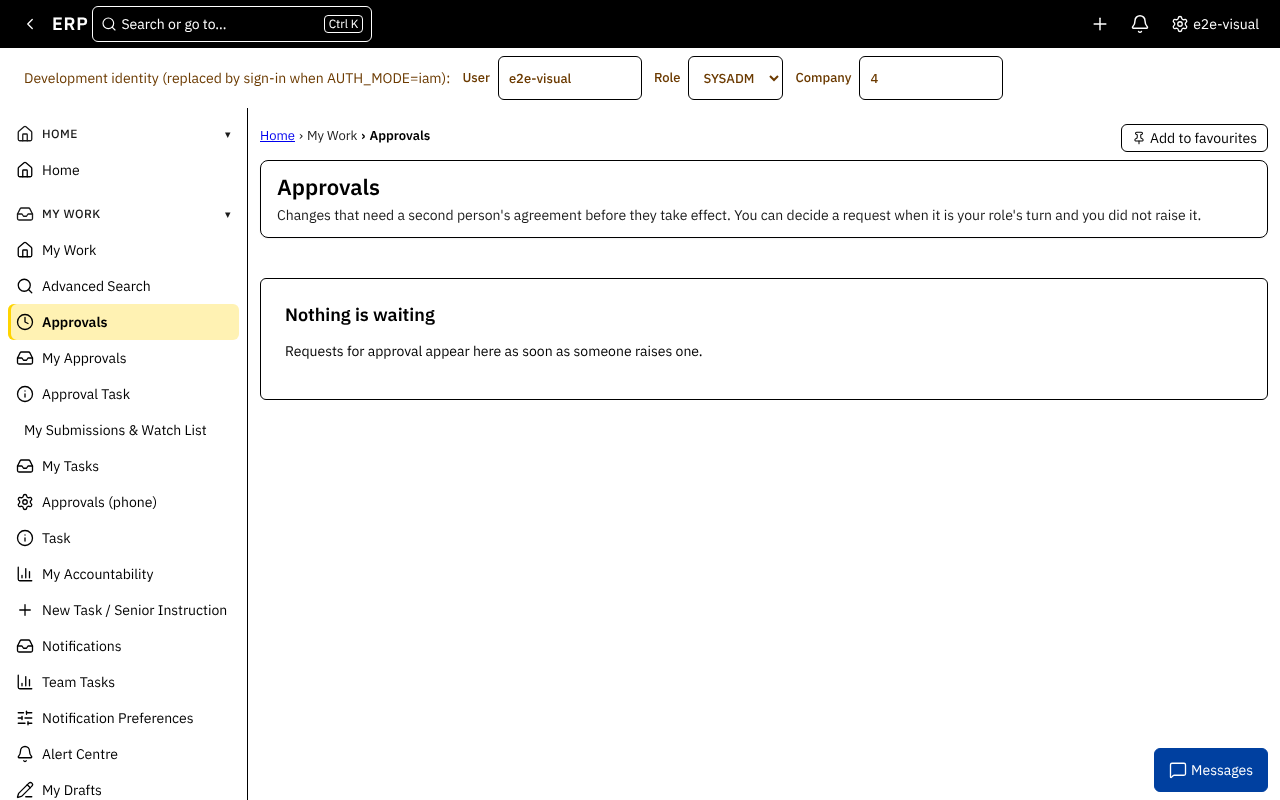 ERP
Search or go to...
Ctrl K
e2e-visual
Development identity (replaced by sign-in when AUTH_MODE=iam):
User
e2e-visual
Role
SYSADM
Company
4
HOME
Home
MY WORK
My Work
Advanced Search
Approvals
My Approvals
Approval Task
My Submissions & Watch List
My Tasks
Approvals (phone)
Task
My Accountability
New Task / Senior Instruction
Notifications
Team Tasks
Notification Preferences
Alert Centre
My Drafts
Home › My Work › Approvals
Add to favourites
Approvals
Changes that need a second person's agreement before they take effect. You can decide a request when it is your role's turn and you did not raise it.
Nothing is waiting
Requests for approval appear here as soon as someone raises one.
Messages